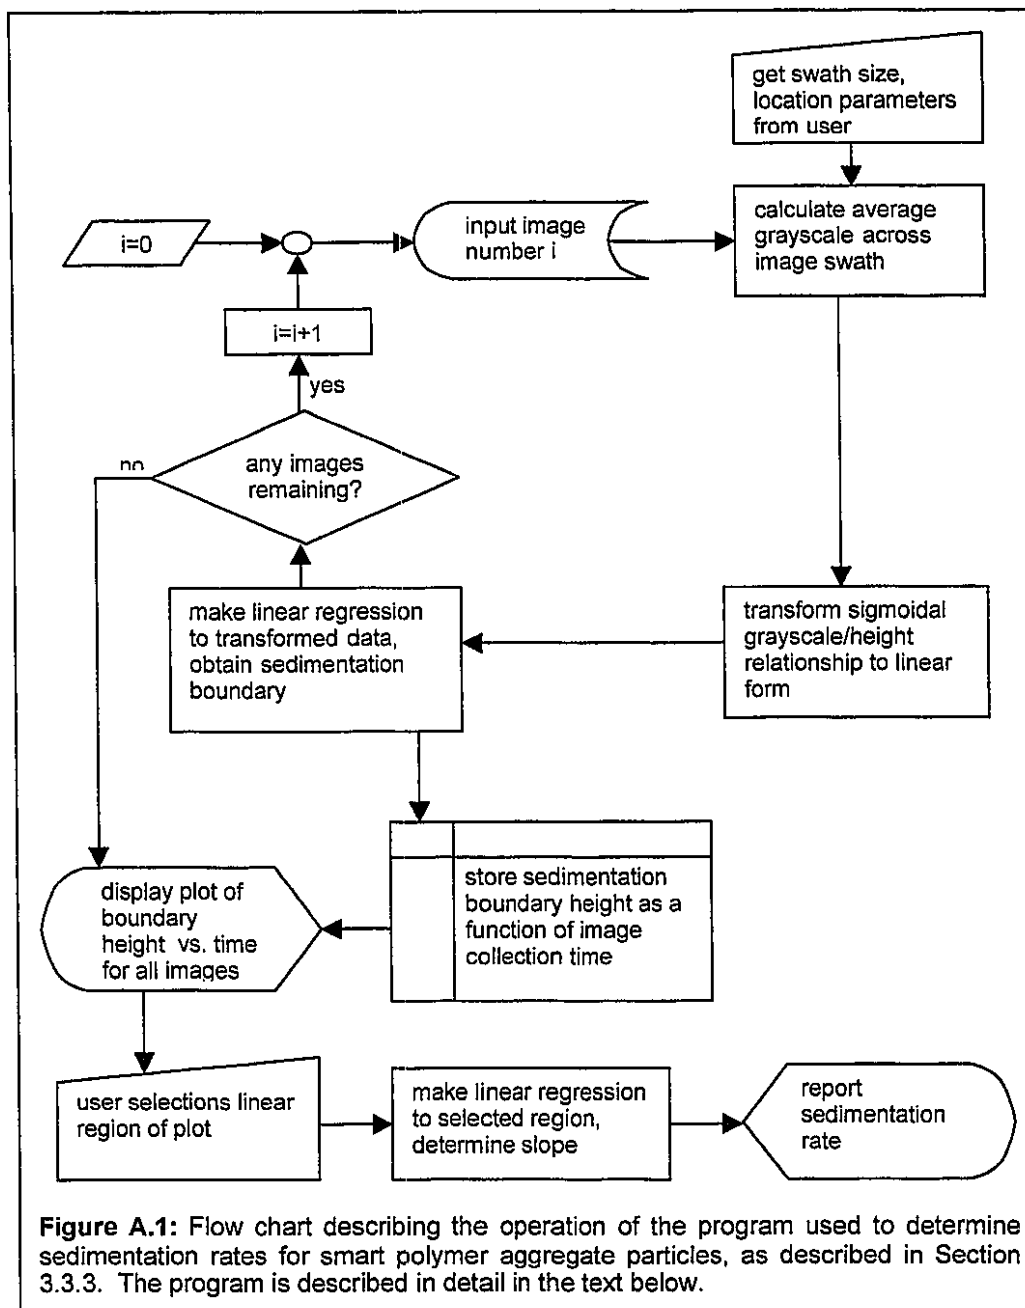 get swath size,
location parameters
from user
i=0
input image
number i
calculate average
grayscale across
image swath
i=i+1
yes
no
any images
remaining?
make linear regression
to transformed data,
obtain sedimentation
boundary
transform sigmoidal
grayscale/height
relationship to linear
form
display plot of
boundary
height vs. time
for all images
store sedimentation
boundary height as a
function of image
collection time
user selections linear
region of plot
make linear regression
to selected region,
determine slope
report
sedimentation
rate
Figure A.1: Flow chart describing the operation of the program used to determine
sedimentation rates for smart polymer aggregate particles, as described in Section
3.3.3. The program is described in detail in the text below.